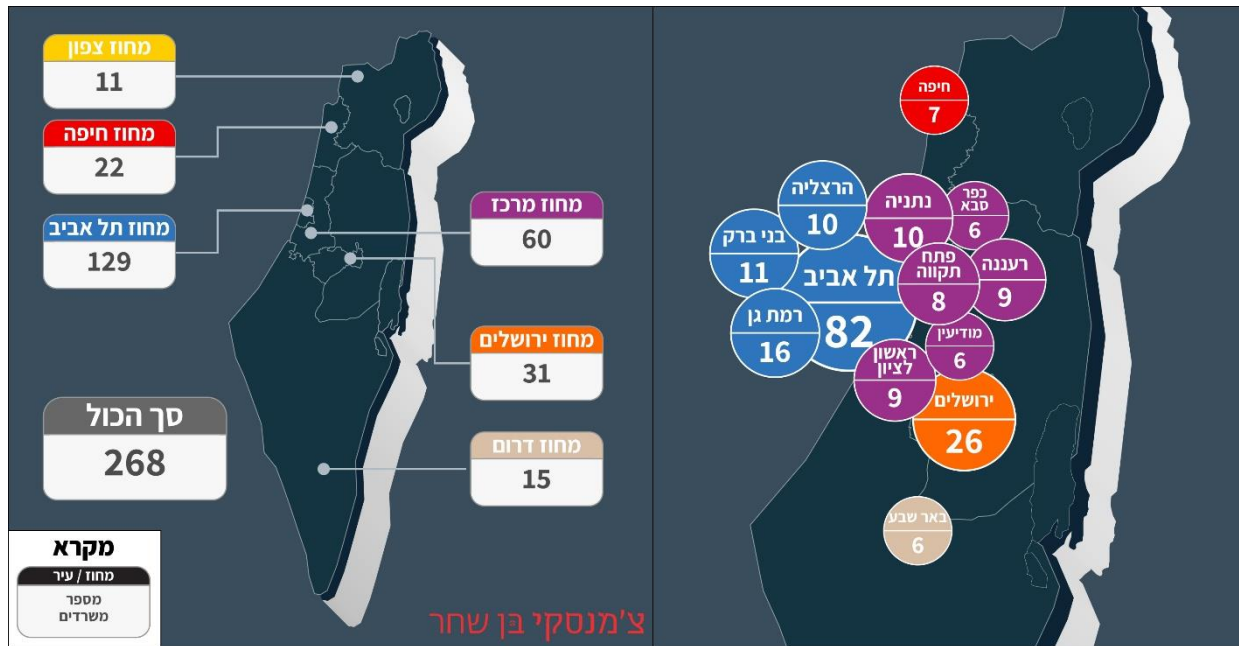 מחוז צפון
11
מחוז חיפה
22
מחוז תל אביב
129
מחוז מרכז
60
מחוז ירושלים
31
מחוז דרום
15
סך הכול
268
מקרא
מחוז / עיר
מספר
משרדים
צ'מנסקי בן שחר
חיפה
7
הרצליה
10
נתניה
10
כפר
סבא
6
בני ברק
11
תל אביב
82
פתח
תקווה
8
רעננה
9
רמת גן
16
מודיעין
6
ראשון
לציון
9
ירושלים
26
באר שבע
6